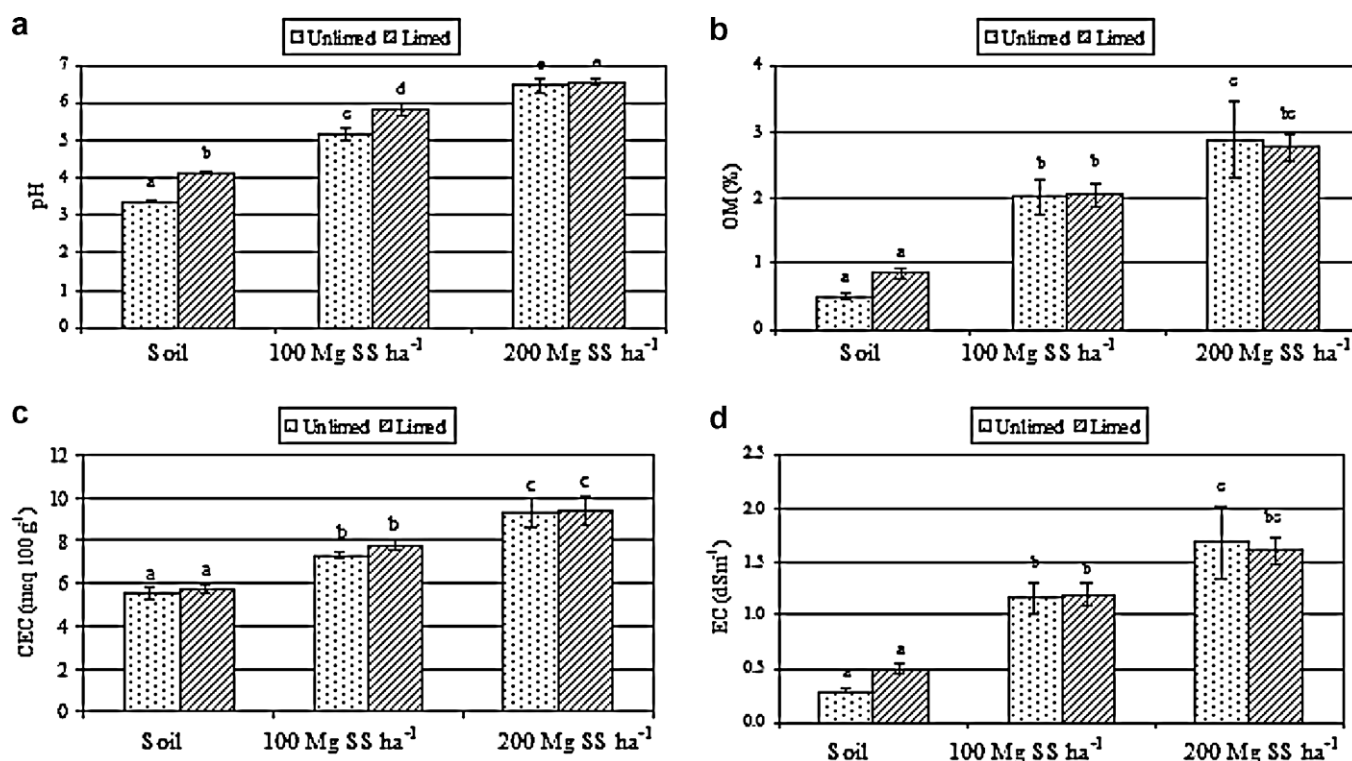 a
Unlimed Limed
pH
7
6
5
4
3
2
1
0
a b c d e e
Soil 100 Mg SS ha-1 200 Mg SS ha-1
b
Unlimed Limed
OM (%)
4
3
2
1
0
a a b b c bc
Soil 100 Mg SS ha-1 200 Mg SS ha-1
c
Unlimed Limed
CEC (meq 100 g-1)
12
10
8
6
4
2
0
a a b b c c
Soil 100 Mg SS ha-1 200 Mg SS ha-1
d
Unlimed Limed
EC (dSm-1)
2.5
2.0
1.5
1.0
0.5
0.0
a a b b c bc
Soil 100 Mg SS ha-1 200 Mg SS ha-1